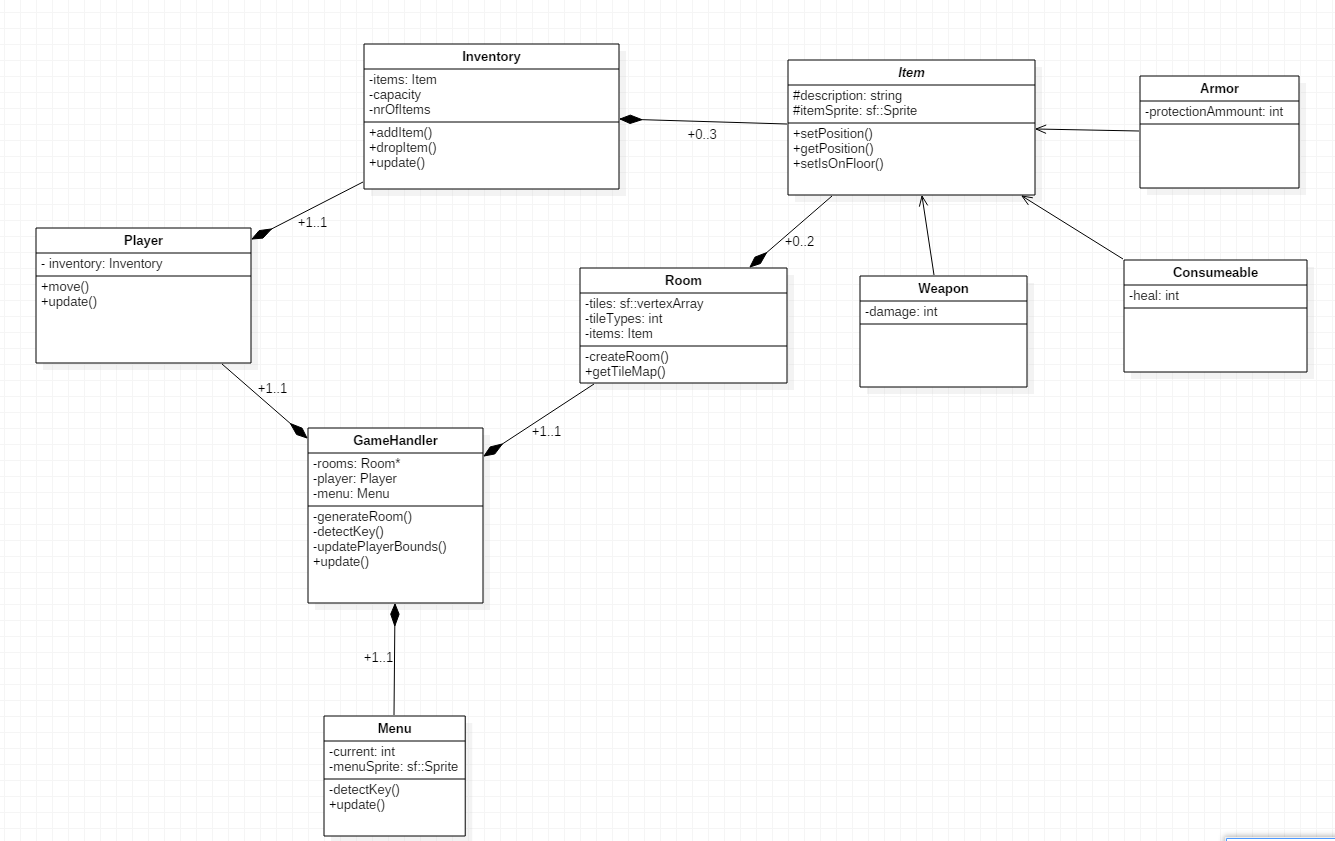 Inventory
-items: Item
-capacity
-nrOfItems
+addItem()
+dropItem()
+update()
Item
#description: string
#itemSprite: sf::Sprite
+setPosition()
+getPosition()
+setIsOnFloor()
Armor
-protectionAmmount: int
+0..3
+1..1
Player
- inventory: Inventory
+move()
+update()
+0..2
Room
-tiles: sf::vertexArray
-tileTypes: int
-items: Item
-createRoom()
+getTileMap()
Weapon
-damage: int
Consumeable
-heal: int
+1..1
+1..1
GameHandler
-rooms: Room*
-player: Player
-menu: Menu
-generateRoom()
-detectKey()
-updatePlayerBounds()
+update()
+1..1
Menu
-current: int
-menuSprite: sf::Sprite
-detectKey()
+update()